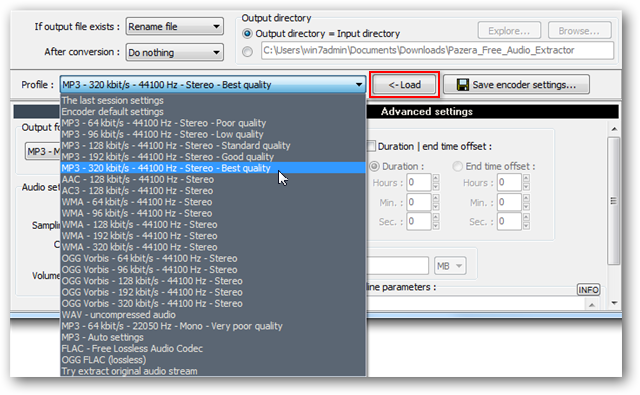 If output file exists : Rename file
Output directory
Output directory = Input directory
Explore... Browse...
After conversion : Do nothing
C:\Users\win7admin\Documents\Downloads\Pazera_Free_Audio_Extractor
Profile : MP3 - 320 kbit/s - 44100 Hz - Stereo - Best quality
<- Load
Save encoder settings...
The last session settings
Encoder default settings
MP3 - 64 kbit/s - 44100 Hz - Stereo - Poor quality
MP3 - 96 kbit/s - 44100 Hz - Stereo - Low quality
MP3 - 128 kbit/s - 44100 Hz - Stereo - Standard quality
MP3 - 192 kbit/s - 44100 Hz - Stereo - Good quality
MP3 - 320 kbit/s - 44100 Hz - Stereo - Best quality
AAC - 128 kbit/s - 44100 Hz - Stereo
AC3 - 128 kbit/s - 44100 Hz - Stereo
WMA - 64 kbit/s - 44100 Hz - Stereo
WMA - 96 kbit/s - 44100 Hz - Stereo
WMA - 128 kbit/s - 44100 Hz - Stereo
WMA - 192 kbit/s - 44100 Hz - Stereo
WMA - 320 kbit/s - 44100 Hz - Stereo
OGG Vorbis - 64 kbit/s - 44100 Hz - Stereo
OGG Vorbis - 96 kbit/s - 44100 Hz - Stereo
OGG Vorbis - 128 kbit/s - 44100 Hz - Stereo
OGG Vorbis - 192 kbit/s - 44100 Hz - Stereo
OGG Vorbis - 320 kbit/s - 44100 Hz - Stereo
WAV - uncompressed audio
MP3 - 64 kbit/s - 22050 Hz - Mono - Very poor quality
MP3 - Auto settings
FLAC - Free Lossless Audio Codec
OGG FLAC (lossless)
Try extract original audio stream
Output fo
MP3 - M
Audio set
Samplin
C
Volume
Advanced settings
Duration | end time offset :
Duration : End time offset :
Hours : 0 Hours : 0
Min. : 0 Min. : 0
Sec. : 0 Sec. : 0
MB
line parameters : INFO